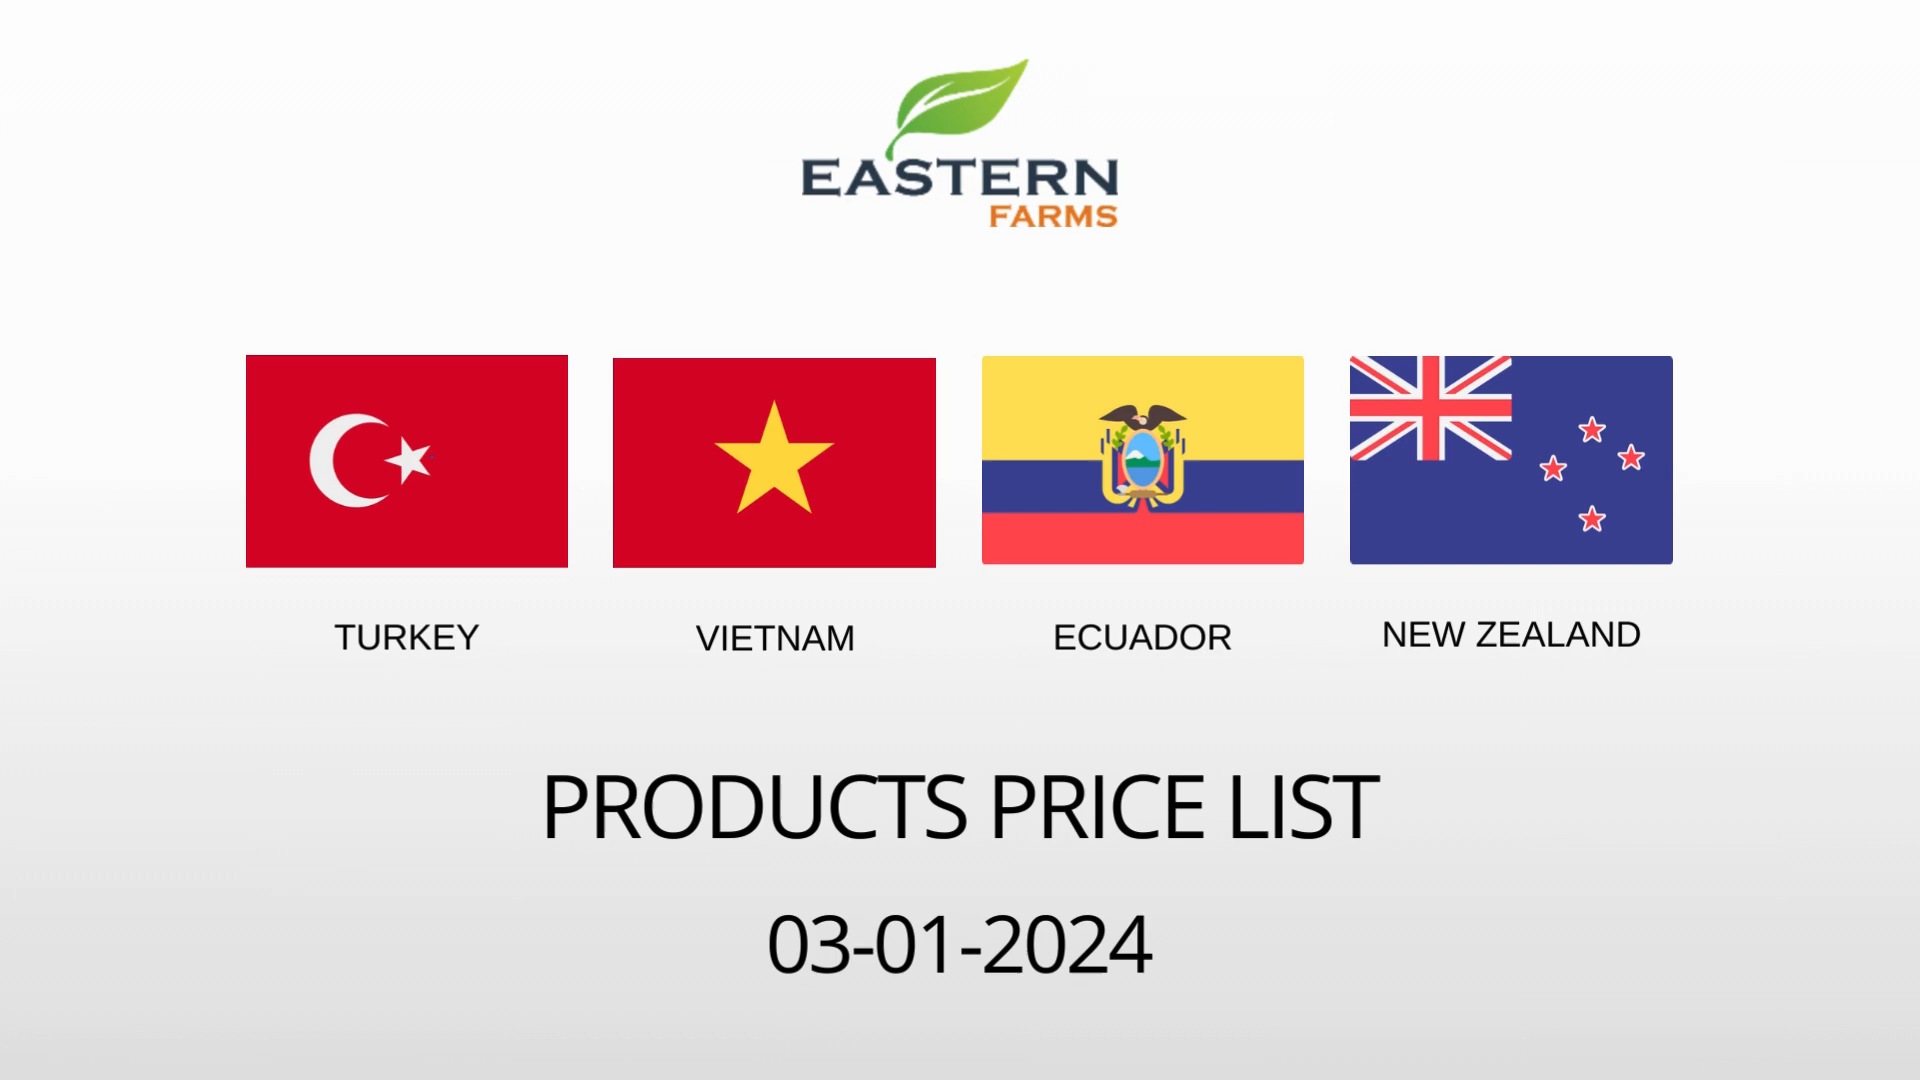 EASTERN
FARMS
TURKEY
VIETNAM
ECUADOR
NEW ZEALAND
PRODUCTS PRICE LIST
03-01-2024